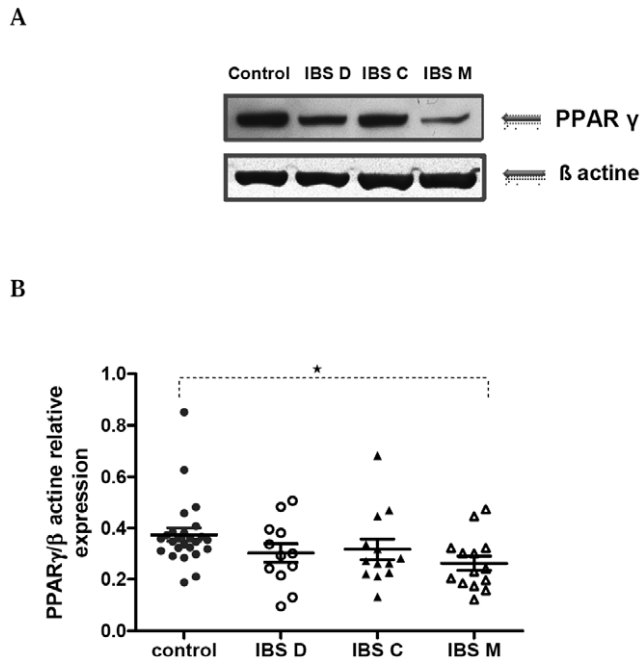 A
Control IBS D IBS C IBS M
PPAR γ
ß actine
B
★
1.0
0.8
0.6
0.4
0.2
0.0
PPARγ/β actine relative
expression
control IBS D IBS C IBS M